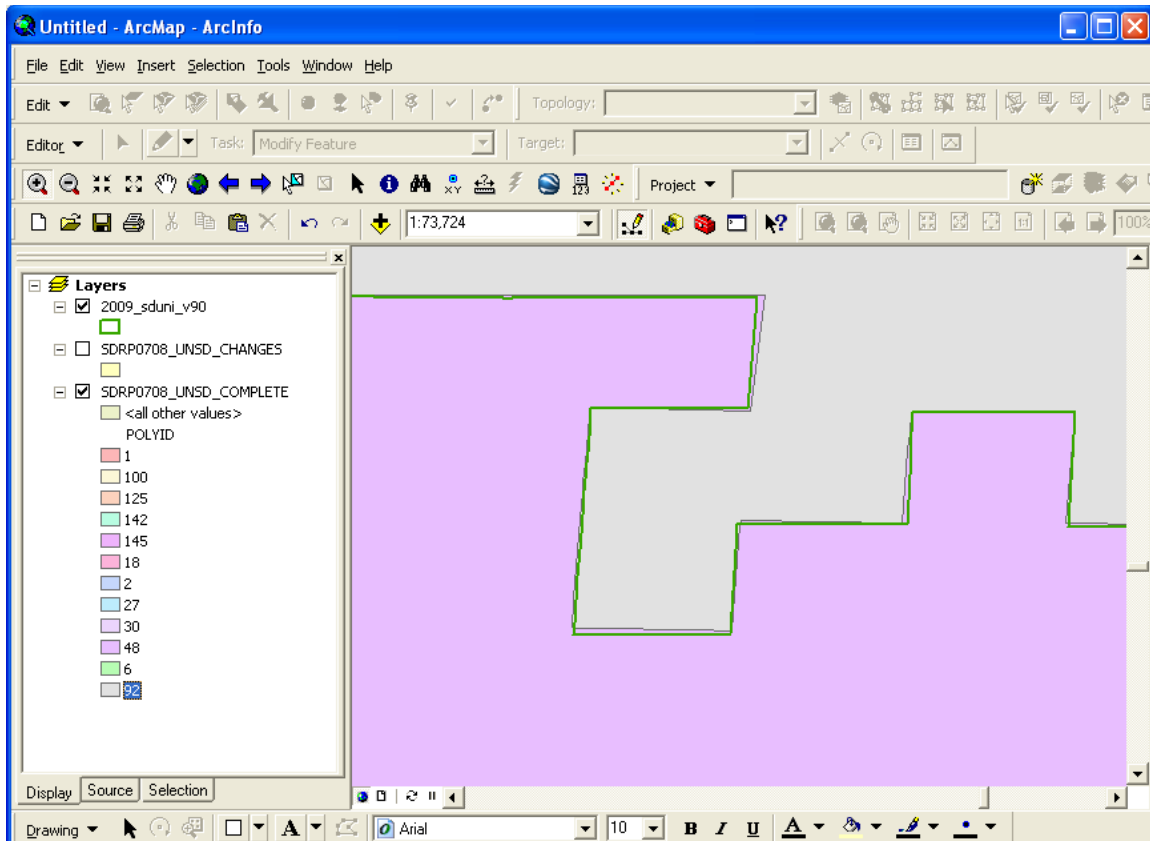 Untitled - ArcMap - ArcInfo
File Edit View Insert Selection Tools Window Help
Edit Topology:
Editor Task: Modify Feature Target:
Project
1:73,724 100%
Layers
2009_sduni_v90
SDRP0708_UNSD_CHANGES
SDRP0708_UNSD_COMPLETE
<all other values>
POLYID
1
100
125
142
145
18
2
27
30
48
6
92
Display Source Selection
Drawing A Arial 10 B I U A